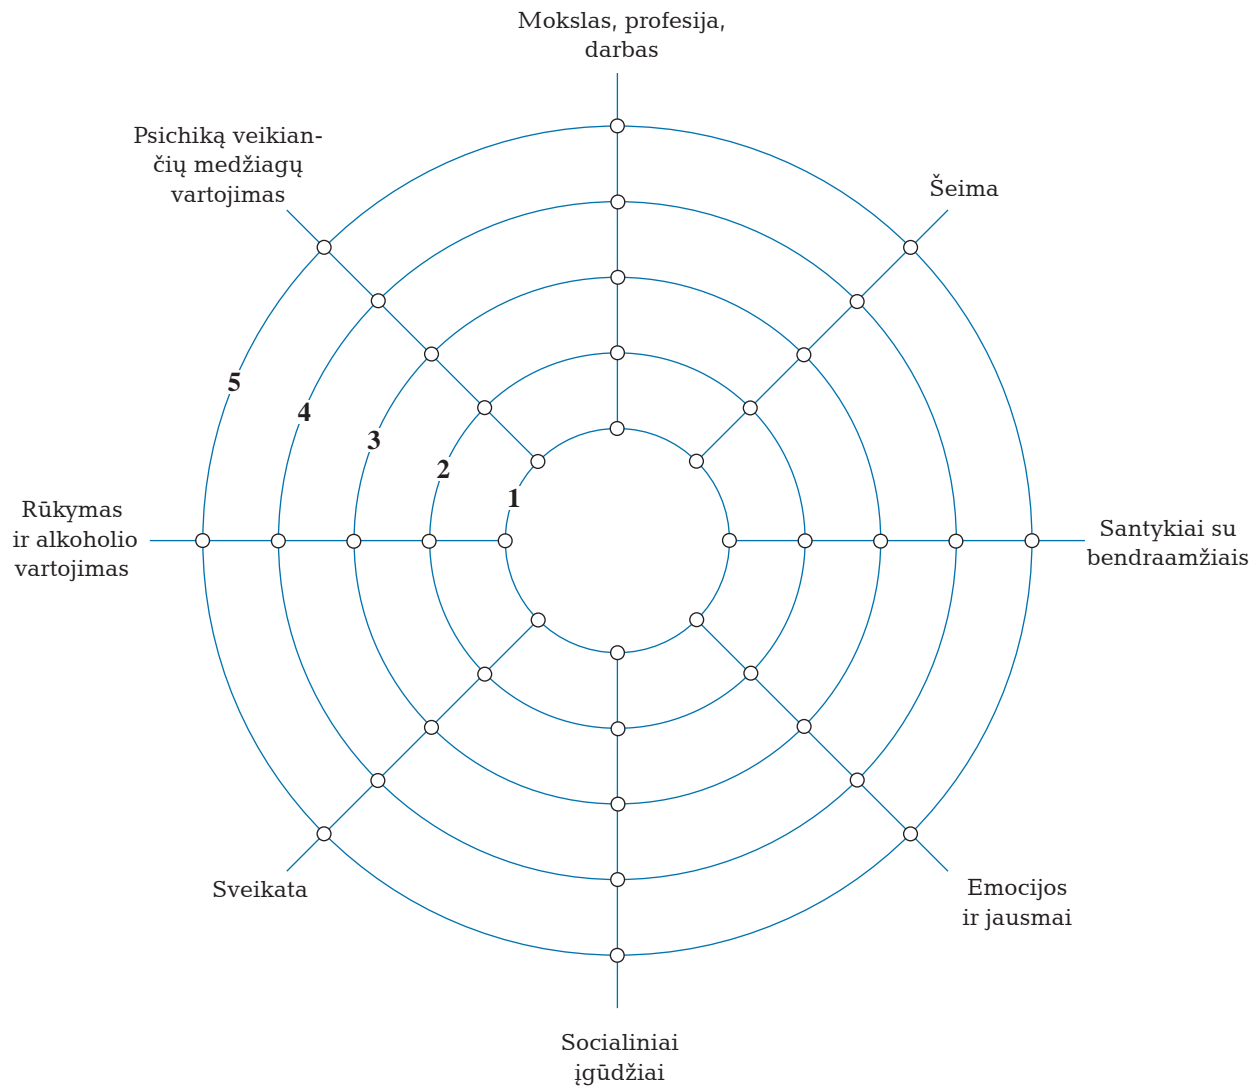 Mokslas, profesija,
darbas
Psichiką veikian-
čių medžiagų
vartojimas
Šeima
5
4
3
2
1
Rūkymas
ir alkoholio
vartojimas
Santykiai su
bendraamžiais
Sveikata
Emocijos
ir jausmai
Socialiniai
įgūdžiai